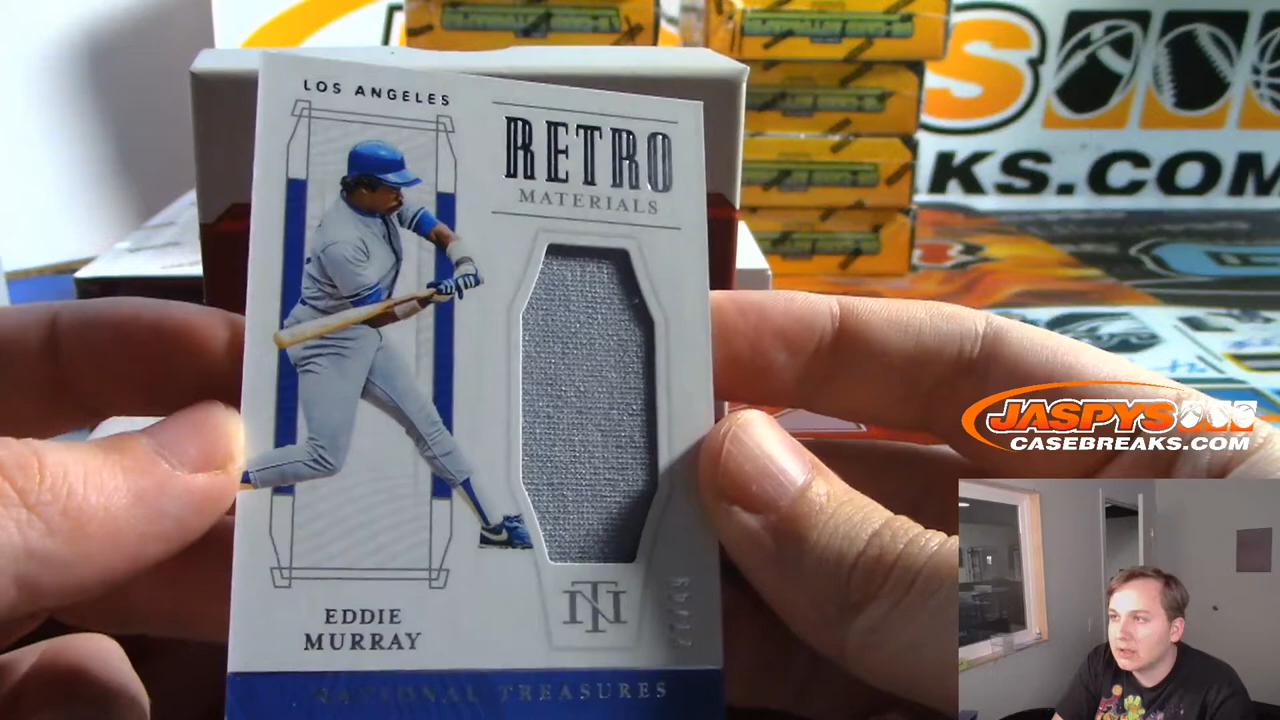 LOS ANGELES
RETRO
MATERIALS
EDDIE
MURRAY
NATIONAL TREASURES
S
KS.COM
JASPYS
CASEBREAKS.COM